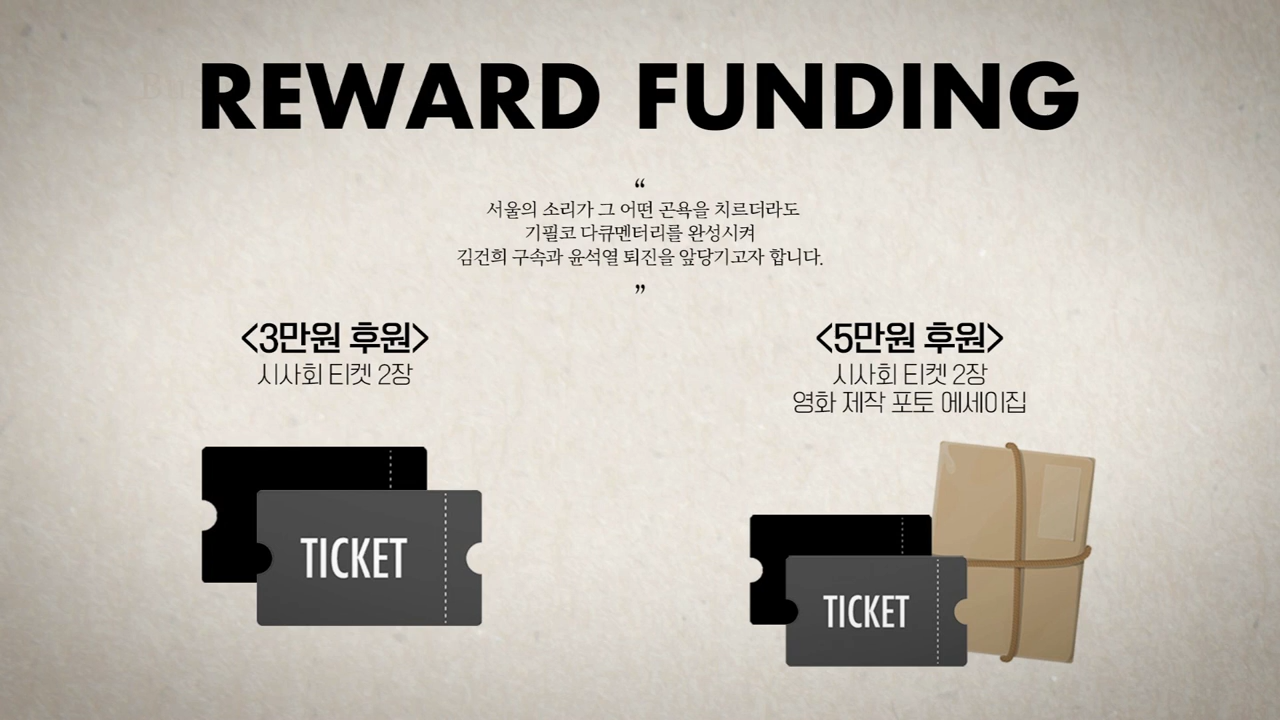 REWARD FUNDING
“
서울의 소리가 그 어떤 곤욕을 치르더라도
기필코 다큐멘터리를 완성시켜
김건희 구속과 윤석열 퇴진을 앞당기고자 합니다.
”
<3만원 후원>
시사회 티켓 2장
<5만원 후원>
시사회 티켓 2장
영화 제작 포토 에세이집
TICKET
TICKET